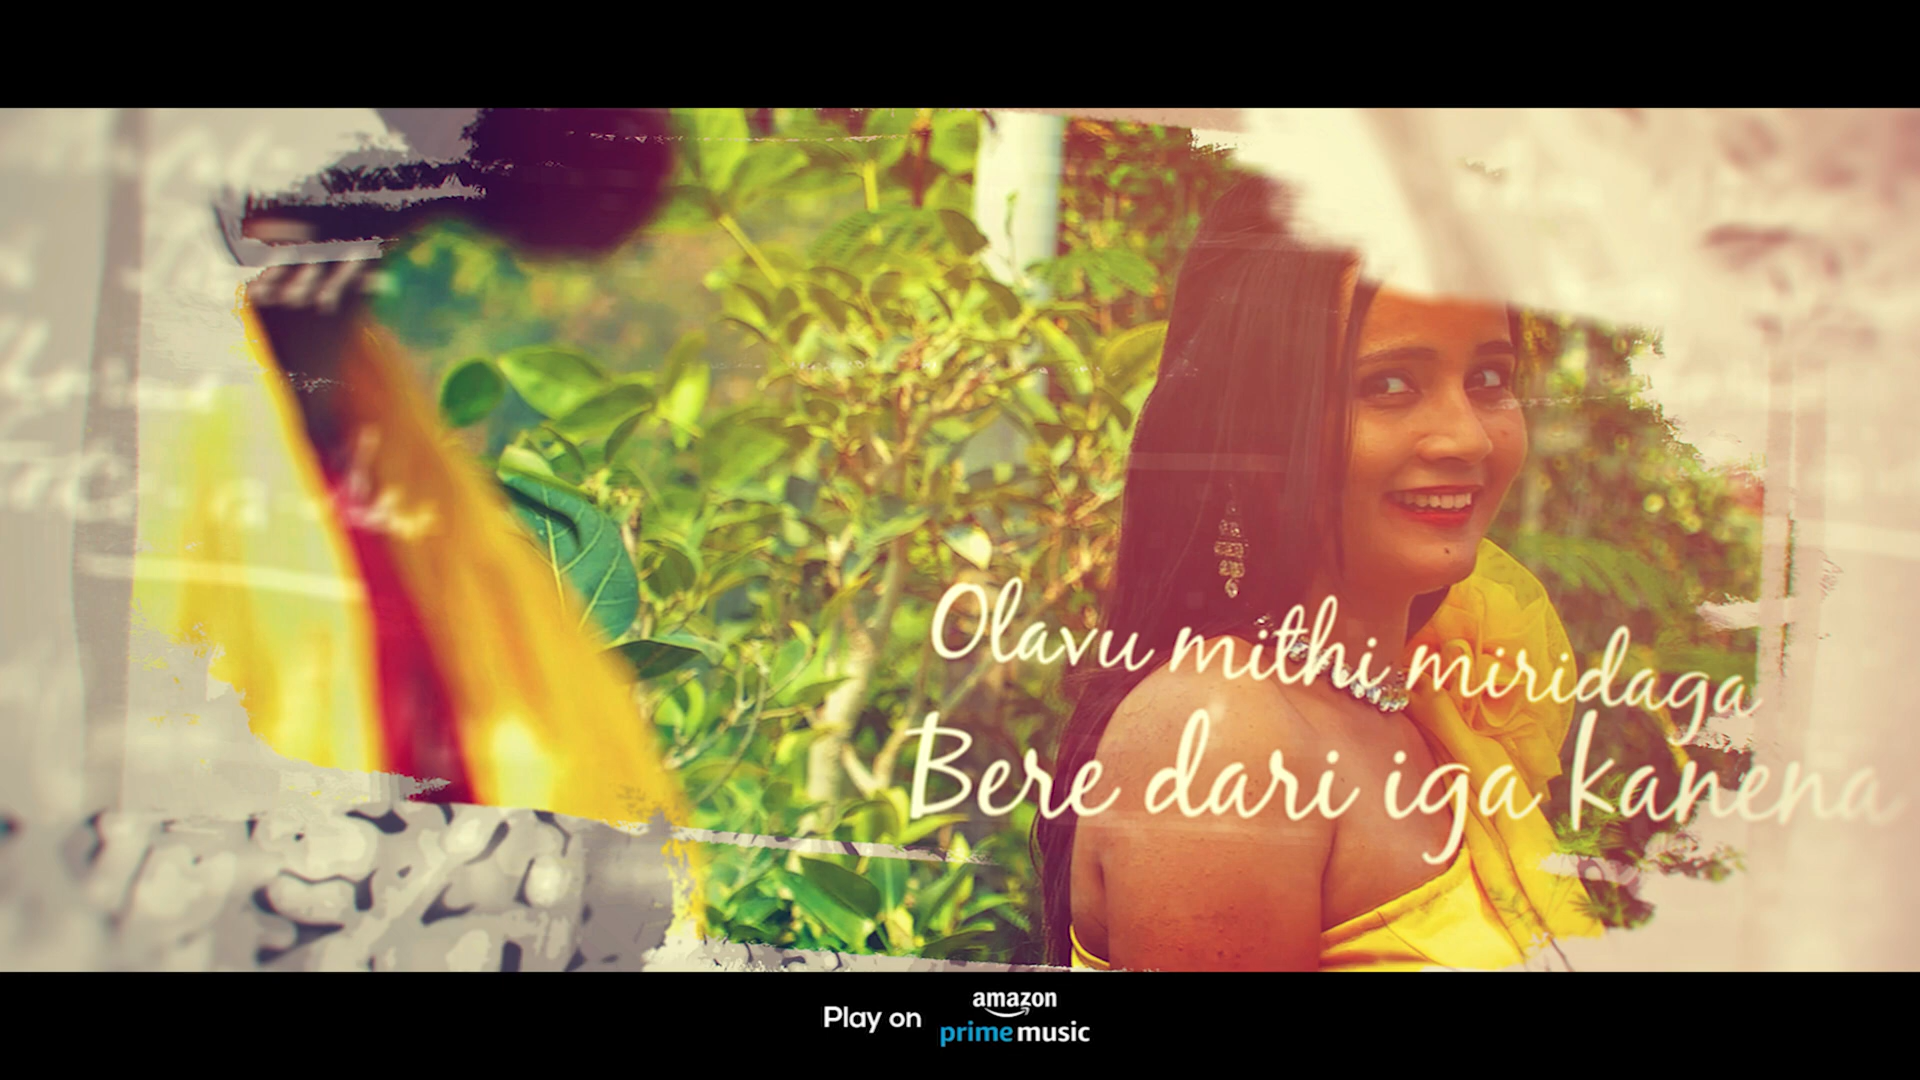 Olavu mithi miridaga
Bere dari iga kanena
Play on
amazon
prime music